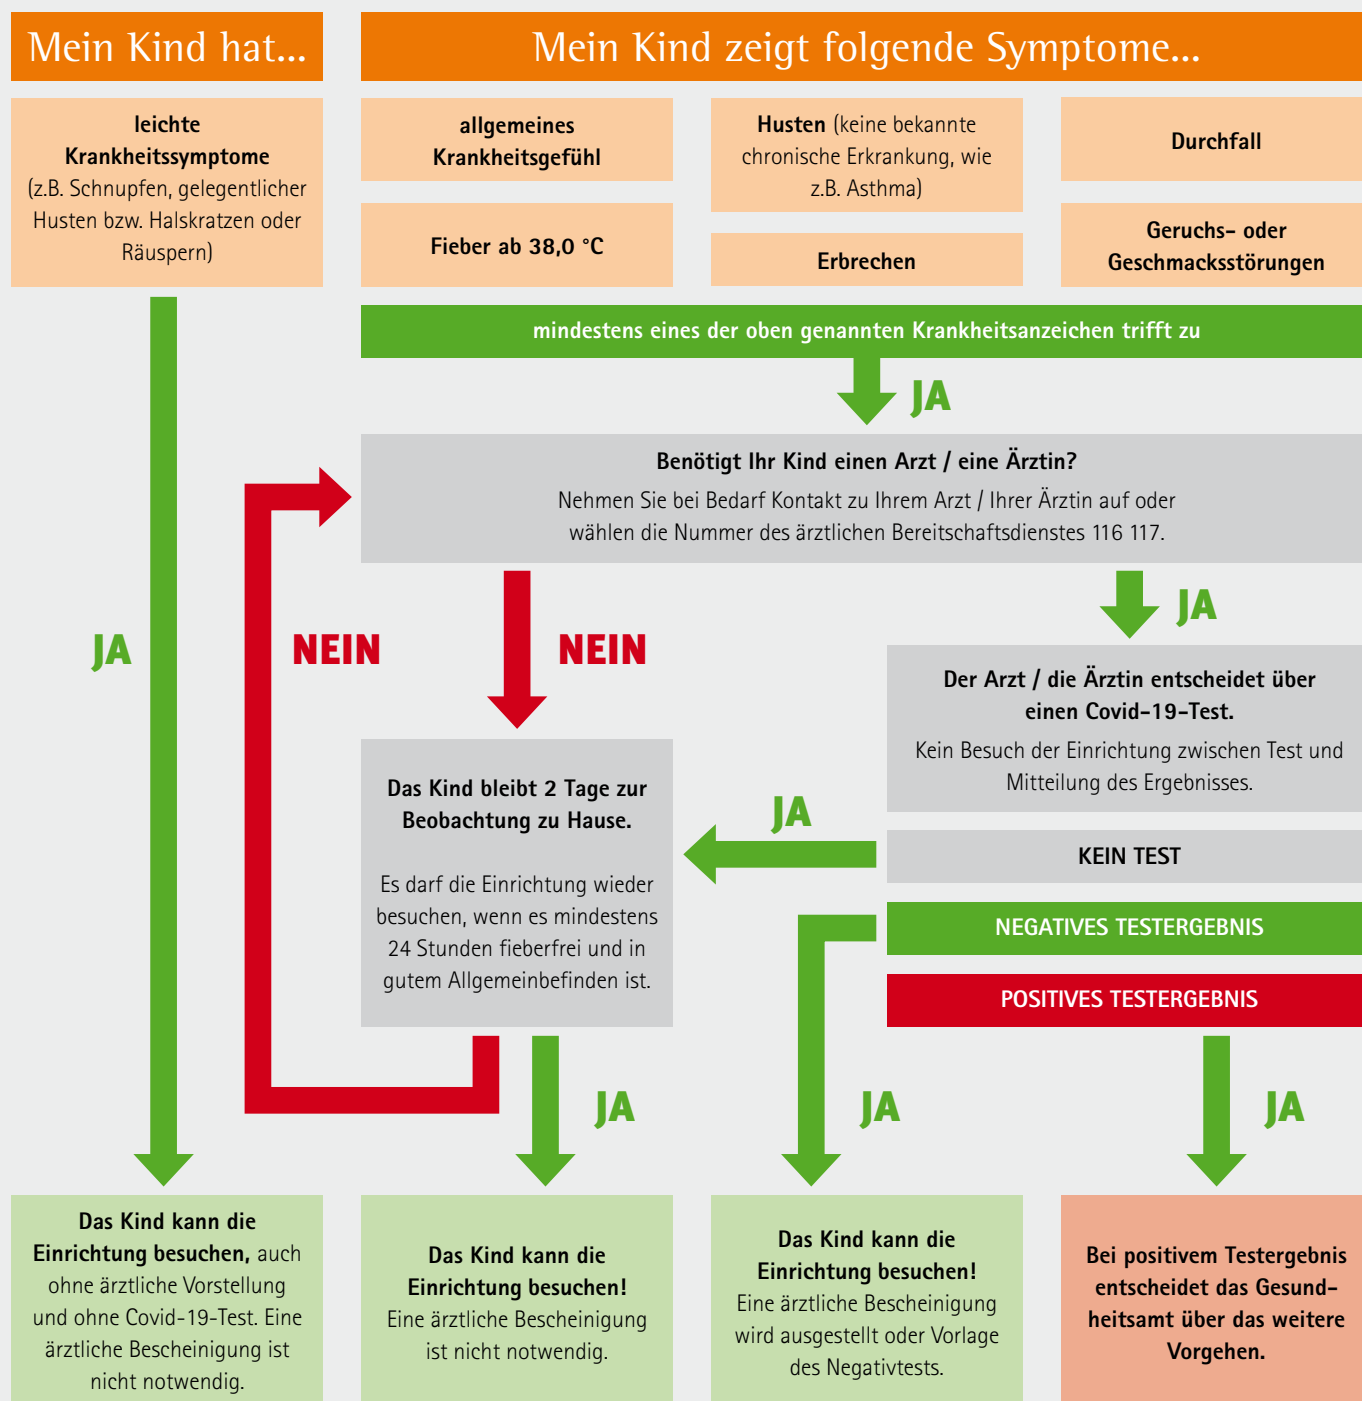 Mein Kind hat...
leichte
Krankheitssymptome
(z.B. Schnupfen, gelegentlicher
Husten bzw. Halskratzen oder
Räuspern)
Mein Kind zeigt folgende Symptome...
allgemeines
Krankheitsgefühl
Fieber ab 38,0 °C
Husten (keine bekannte
chronische Erkrankung, wie
z.B. Asthma)
Erbrechen
Durchfall
Geruchs- oder
Geschmacksstörungen
mindestens eines der oben genannten Krankheitsanzeichen trifft zu
JA
Benötigt Ihr Kind einen Arzt / eine Ärztin?
Nehmen Sie bei Bedarf Kontakt zu Ihrem Arzt / Ihrer Ärztin auf oder
wählen die Nummer des ärztlichen Bereitschaftsdienstes 116 117.
JA
JA
NEIN
NEIN
Der Arzt / die Ärztin entscheidet über
einen Covid-19-Test.
Kein Besuch der Einrichtung zwischen Test und
Mitteilung des Ergebnisses.
Das Kind bleibt 2 Tage zur
Beobachtung zu Hause.
Es darf die Einrichtung wieder
besuchen, wenn es mindestens
24 Stunden fieberfrei und in
gutem Allgemeinbefinden ist.
JA
KEIN TEST
NEGATIVES TESTERGEBNIS
POSITIVES TESTERGEBNIS
JA
JA
JA
Das Kind kann die
Einrichtung besuchen, auch
ohne ärztliche Vorstellung
und ohne Covid-19-Test. Eine
ärztliche Bescheinigung ist
nicht notwendig.
Das Kind kann die
Einrichtung besuchen!
Eine ärztliche Bescheinigung
ist nicht notwendig.
Das Kind kann die
Einrichtung besuchen!
Eine ärztliche Bescheinigung
wird ausgestellt oder Vorlage
des Negativtests.
Bei positivem Testergebnis
entscheidet das Gesund-
heitsamt über das weitere
Vorgehen.